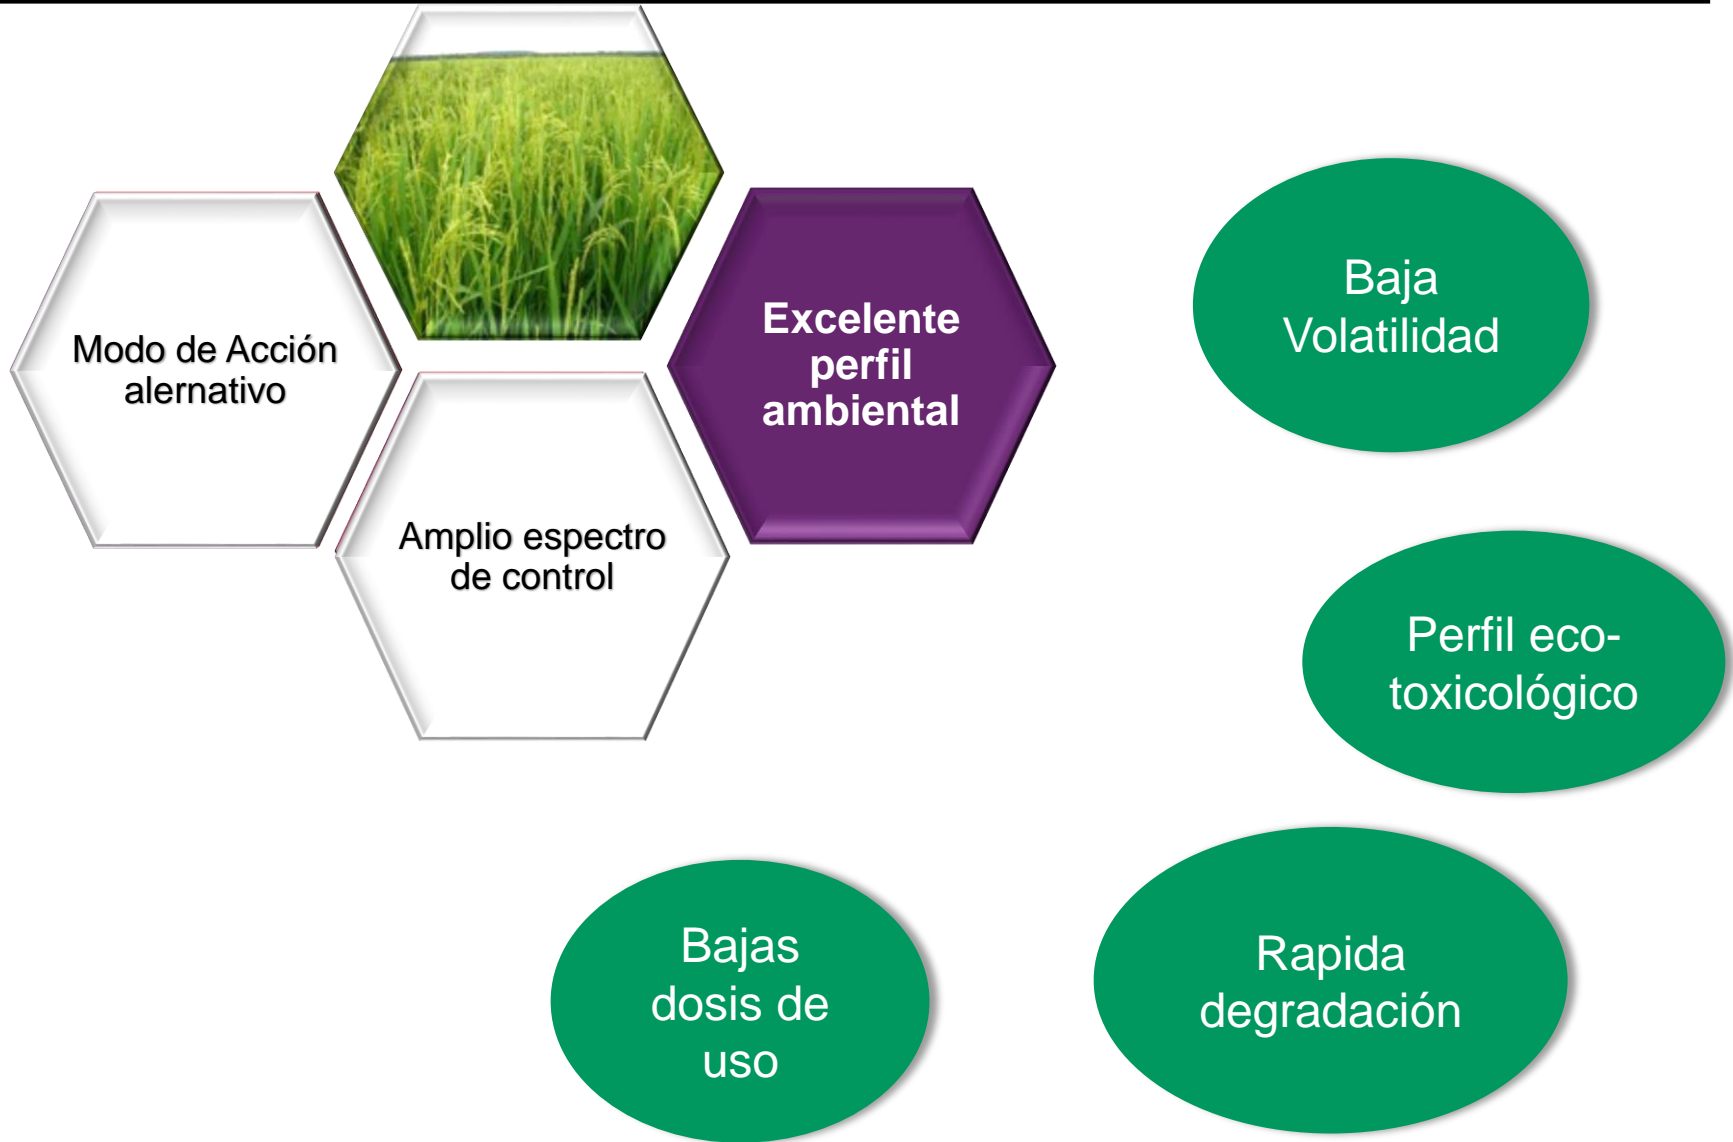 Modo de Acción
alernativo
Amplio espectro
de control
Excelente
perfil
ambiental
Baja
Volatilidad
Perfil eco-
toxicológico
Rapida
degradación
Bajas
dosis de
uso